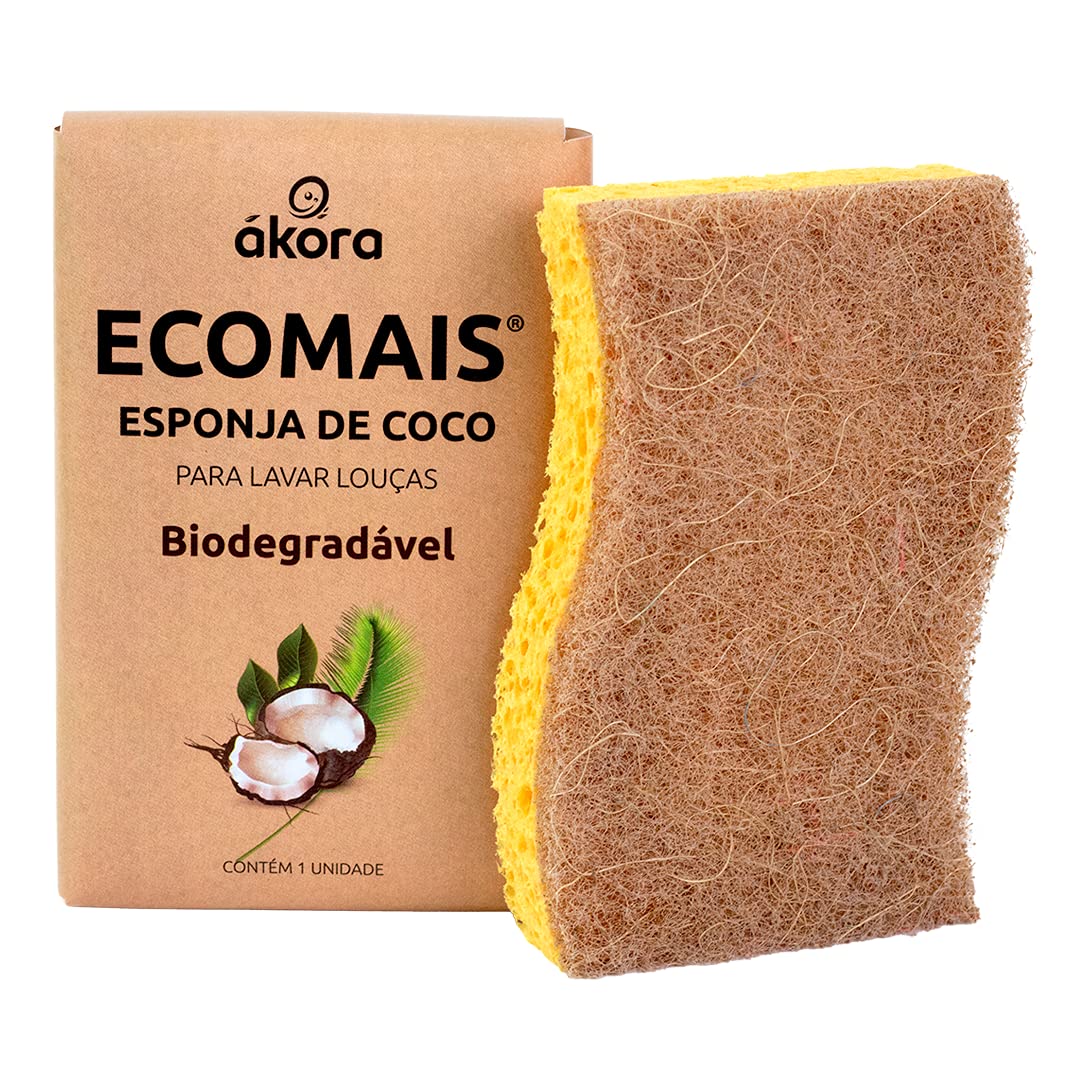 ákora
ECOMAIS®
ESPONJA DE COCO
PARA LAVAR LOUÇAS
Biodegradável
CONTÉM 1 UNIDADE